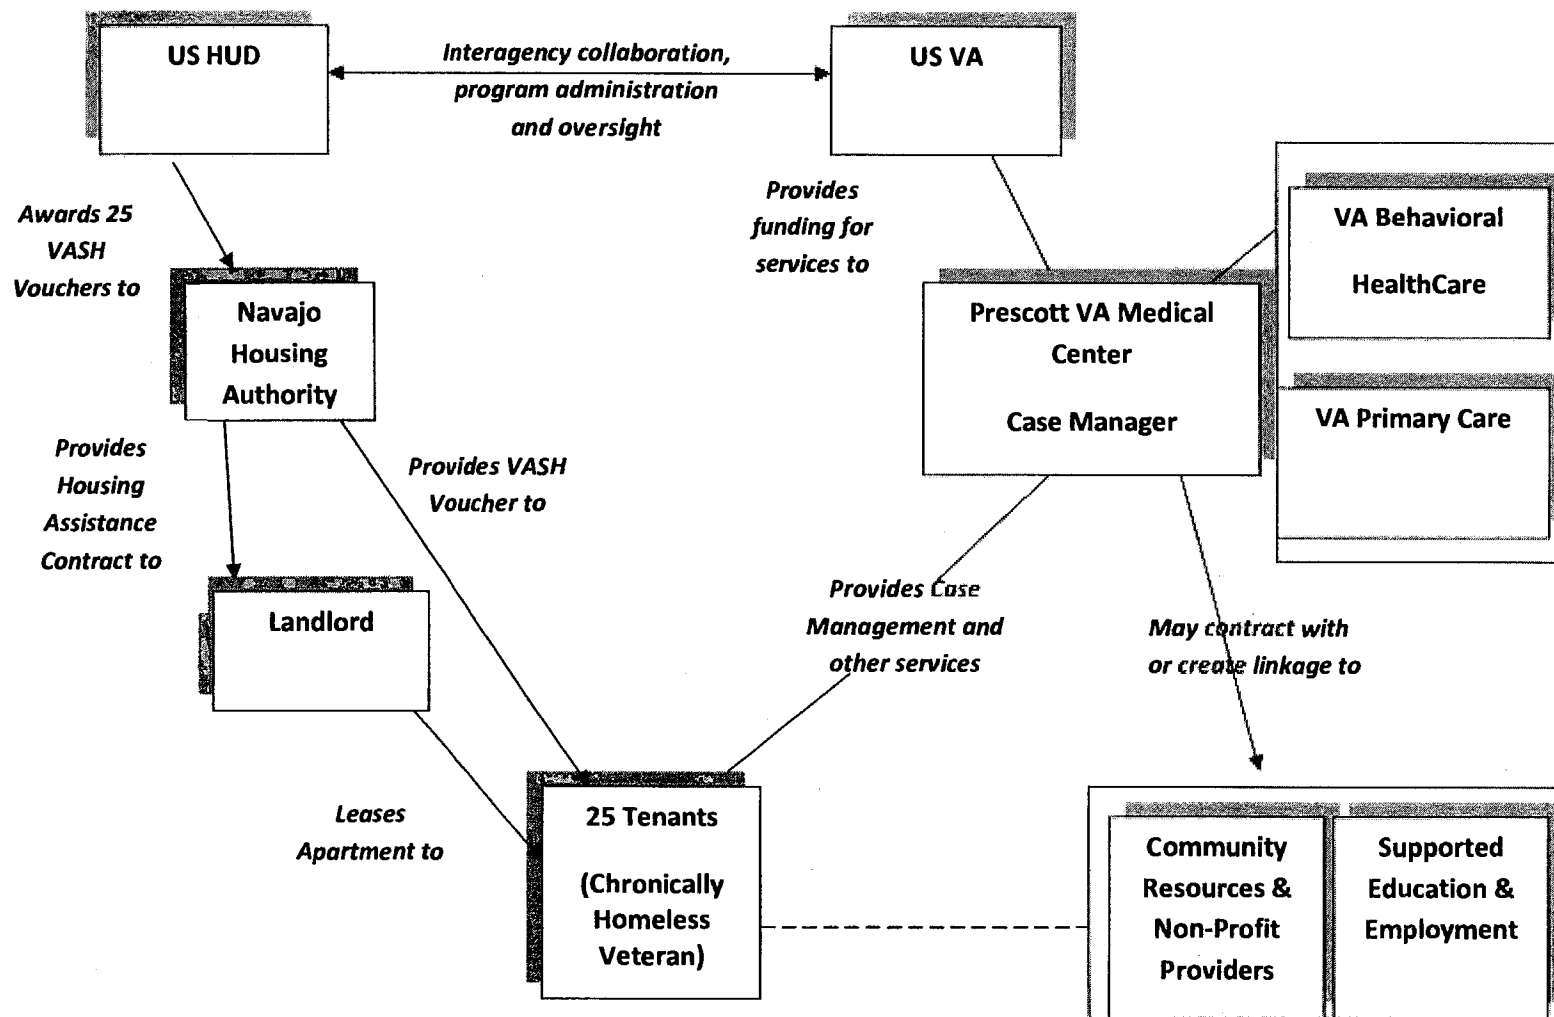 US HUD
Interagency collaboration,
program administration
and oversight
US VA
Awards 25
VASH
Vouchers to
Provides
funding for
services to
VA Behavioral
HealthCare
Navajo
Housing
Authority
Prescott VA Medical
Center
Case Manager
VA Primary Care
Provides
Housing
Assistance
Contract to
Provides VASH
Voucher to
Landlord
Provides Case
Management and
other services
May contract with
or create linkage to
Leases
Apartment to
25 Tenants
(Chronically
Homeless
Veteran)
Community
Resources &
Non-Profit
Providers
Supported
Education &
Employment